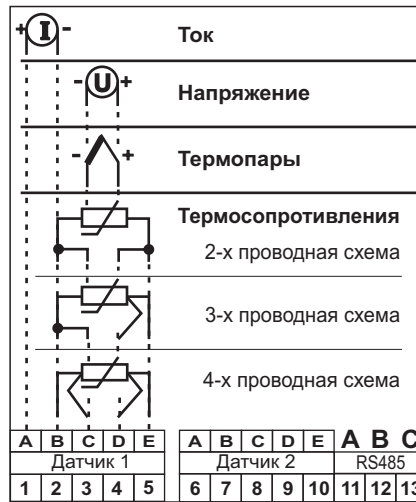 + I - Ток
- U + Напряжение
- + Термопары
Термосопротивления
2-х проводная схема
3-х проводная схема
4-х проводная схема
A B C D E A B C D E A B C
Датчик 1 Датчик 2 RS485
1 2 3 4 5 6 7 8 9 10 11 12 13